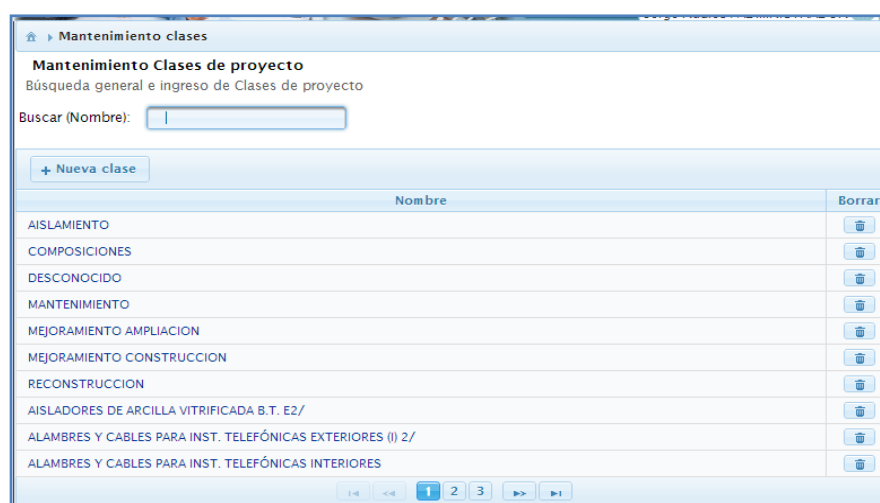 Mantenimiento clases
Mantenimiento Clases de proyecto
Búsqueda general e ingreso de Clases de proyecto
Buscar (Nombre):
Nueva clase
Nombre Borrar
AISLAMIENTO
COMPOSICIONES
DESCONOCIDO
MANTENIMIENTO
MEJORAMIENTO AMPLIACION
MEJORAMIENTO CONSTRUCCION
RECONSTRUCCION
AISLADORES DE ARCILLA VITRIFICADA B.T. E2/
ALAMBRES Y CABLES PARA INST. TELEFÓNICAS EXTERIORES (I) 2/
ALAMBRES Y CABLES PARA INST. TELEFÓNICAS INTERIORES
1 2 3